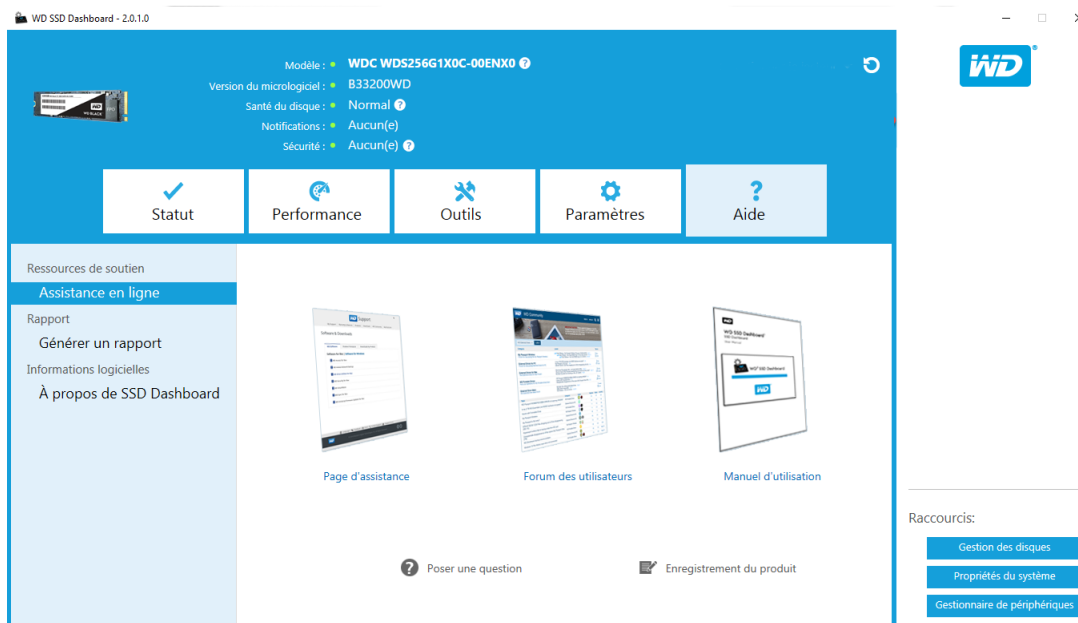 WD SSD Dashboard - 2.0.1.0
Modèle : WDC WDS256G1X0C-00ENX0 ?
Version du micrologiciel : B33200WD
Santé du disque : Normal ?
Notifications : Aucun(e)
Sécurité : Aucun(e) ?
WD
Statut
Performance
Outils
Paramètres
? Aide
Ressources de soutien
Assistance en ligne
Rapport
Générer un rapport
Informations logicielles
À propos de SSD Dashboard
WD SSD Dashboard
Page d'assistance
Forum des utilisateurs
Manuel d'utilisation
? Poser une question
Enregistrement du produit
Raccourcis:
Gestion des disques
Propriétés du système
Gestionnaire de périphériques